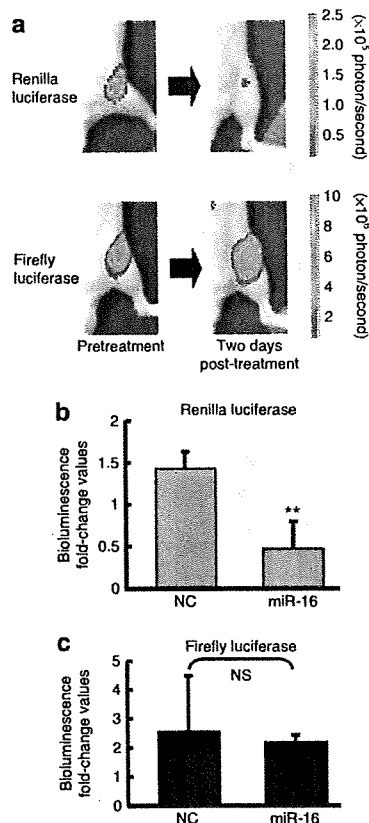 a
Renilla
luciferase
2.5
2.0
1.5
1.0
0.5
(×10⁵ photon/second)
Firefly
luciferase
10
8
6
4
2
Pretreatment
Two days
post-treatment
b
Renilla luciferase
Bioluminescence
fold-change values
2
1.5
1
0.5
0
**
NC
miR-16
c
Firefly luciferase
NS
Bioluminescence
fold-change values
5
4
3
2
1
0
NC
miR-16